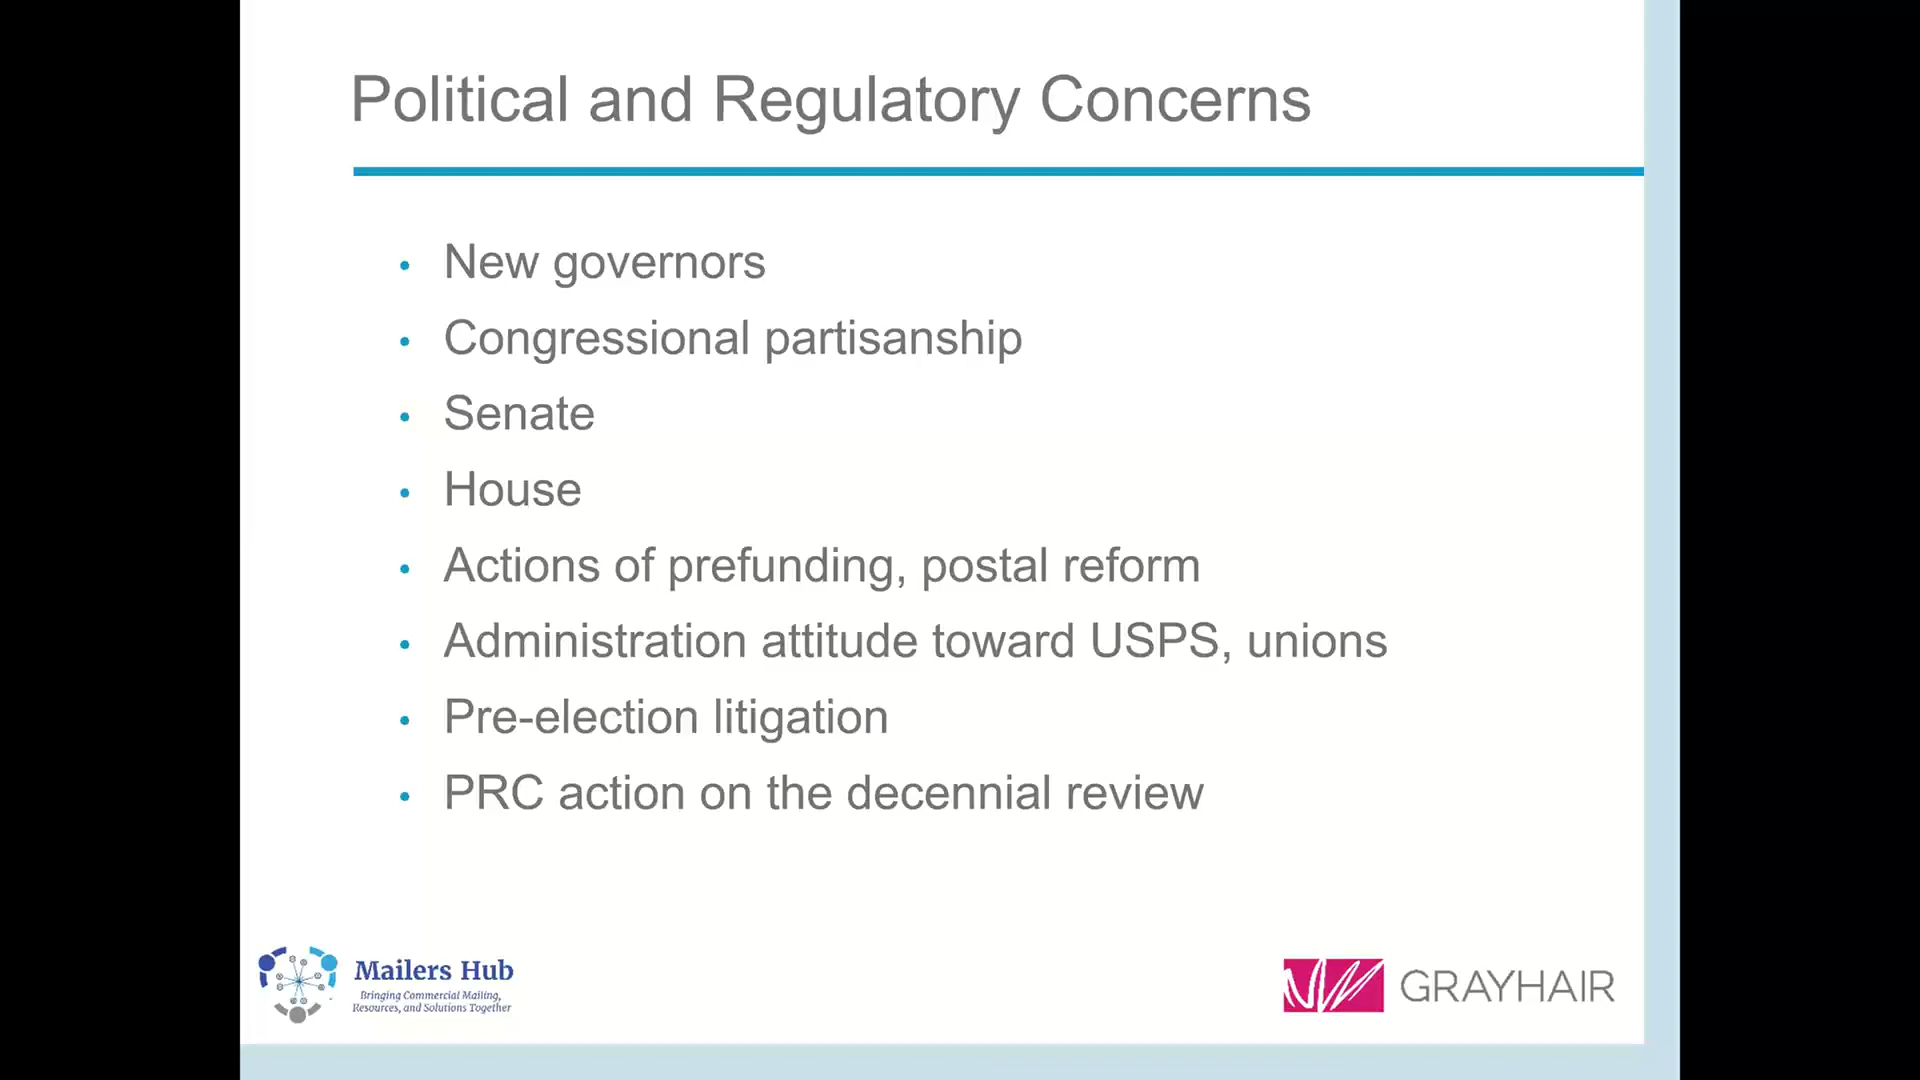 Political and Regulatory Concerns
• New governors
• Congressional partisanship
• Senate
• House
• Actions of prefunding, postal reform
• Administration attitude toward USPS, unions
• Pre-election litigation
• PRC action on the decennial review
Mailers Hub
Bringing Commercial Mailing,
Resources, and Solutions Together
GRAYHAIR